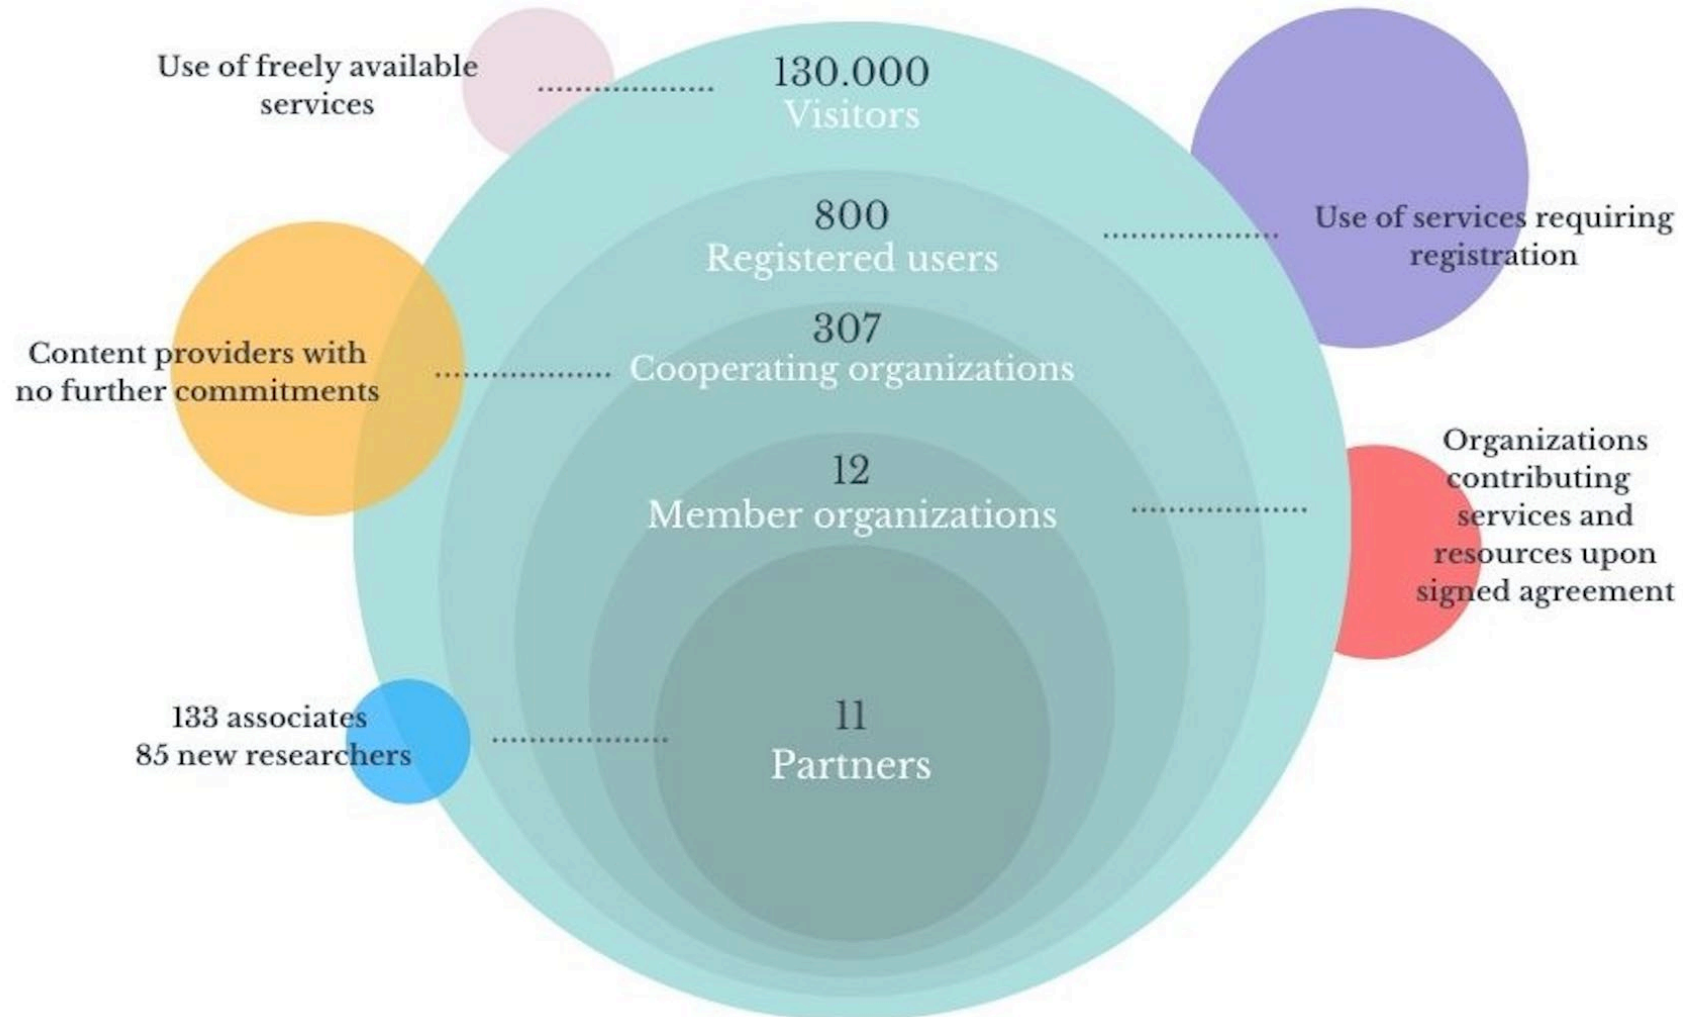 Use of freely available
services
130.000
Visitors
800
Registered users
Use of services requiring
registration
307
Cooperating organizations
Content providers with
no further commitments
12
Member organizations
Organizations
contributing
services and
resources upon
signed agreement
133 associates
85 new researchers
11
Partners